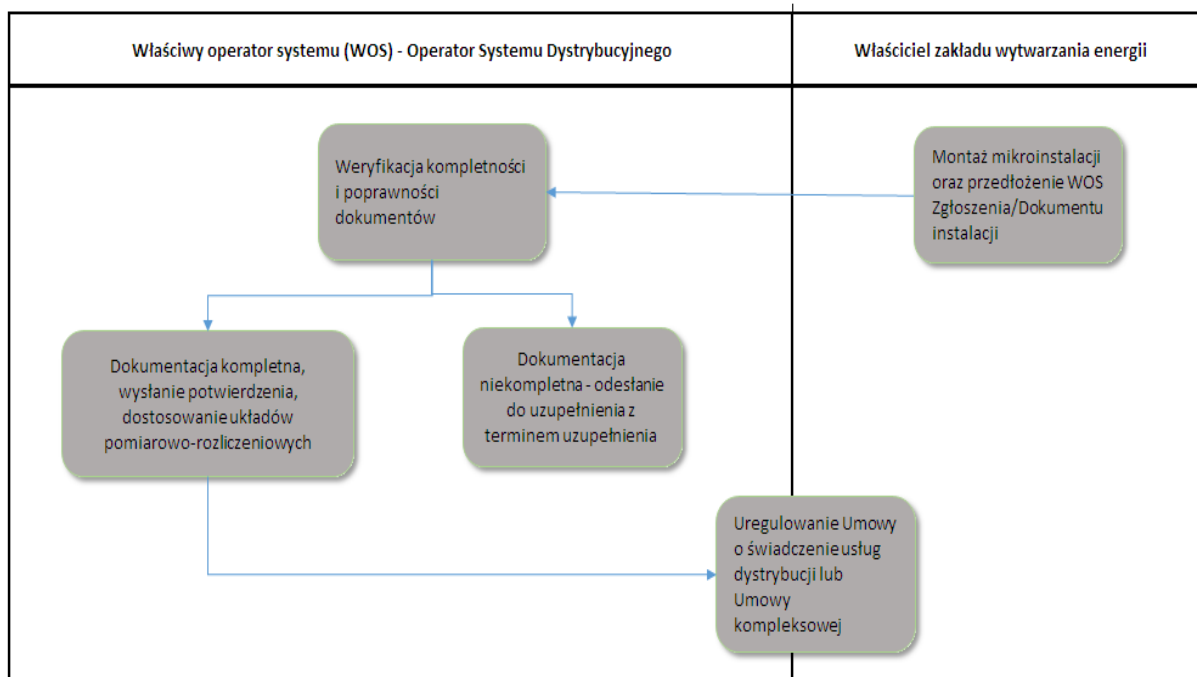 Właściwy operator systemu (WOS) - Operator Systemu Dystrybucyjnego
Właściciel zakładu wytwarzania energii
Weryfikacja kompletności
i poprawności
dokumentów
Montaż mikroinstalacji
oraz przedłożenie WOS
Zgłoszenia/Dokumentu
instalacji
Dokumentacja kompletna,
wysłanie potwierdzenia,
dostosowanie układów
pomiarowo-rozliczeniowych
Dokumentacja
niekompletna - odesłanie
do uzupełnienia z
terminem uzupełnienia
Uregulowanie Umowy
o świadczenie usług
dystrybucji lub
Umowy
kompleksowej